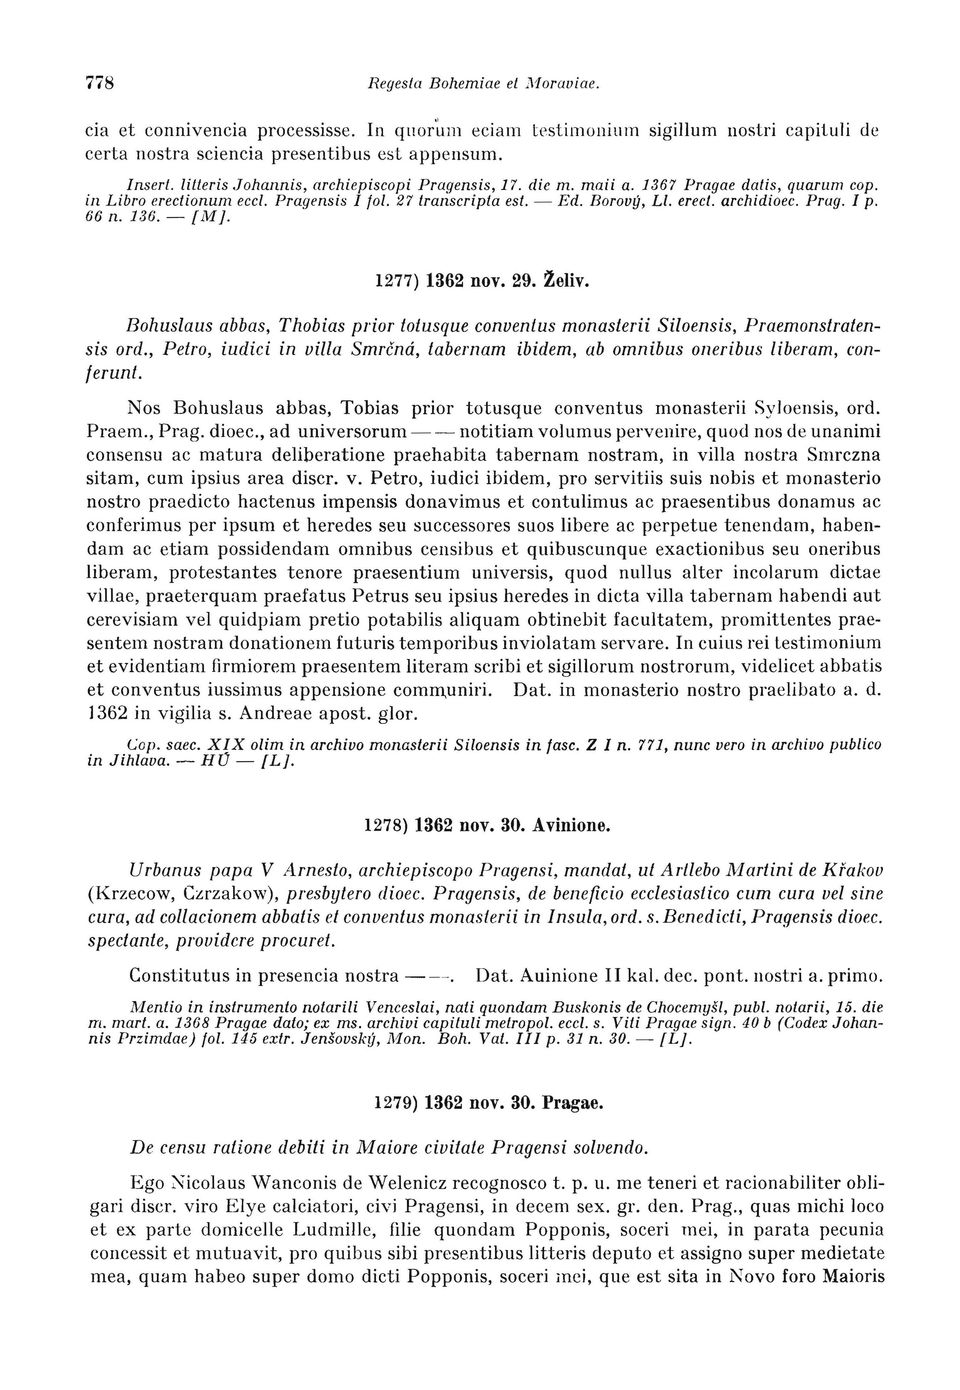 778 Regesta Bohemiae et Moraviae.
cia et connivencia processisse. In quorum eciam testimonium sigillum nostri capituli de
certa nostra sciencia presentibus est appensum.
Insert. litteris Johannis, archiepiscopi Pragensis, 17. die m. maii a. 1367 Pragae datis, quarum cop.
in Libro erectionum eccl. Pragensis I fol. 27 transcripta est. — Ed. Borový, Ll. erect. archidioec. Prag. I p.
66 n. 136. — [M].
1277) 1362 nov. 29. Želiv.
Bohuslaus abbas, Thobias prior totusque conventus monasterii Siloensis, Praemonstraten-
sis ord., Petro, iudici in villa Smrčná, tabernam ibidem, ab omnibus oneribus liberam, con-
ferunt.
Nos Bohuslaus abbas, Tobias prior totusque conventus monasterii Syloensis, ord.
Praem., Prag. dioec., ad universorum — — notitiam volumus pervenire, quod nos de unanimi
consensu ac matura deliberatione praehabita tabernam nostram, in villa nostra Smrczna
sitam, cum ipsius area discr. v. Petro, iudici ibidem, pro servitiis suis nobis et monasterio
nostro praedicto hactenus impensis donavimus et contulimus ac praesentibus donamus ac
conferimus per ipsum et heredes seu successores suos libere ac perpetue tenendam, haben-
dam ac etiam possidendam omnibus censibus et quibuscunque exactionibus seu oneribus
liberam, protestantes tenore praesentium universis, quod nullus alter incolarum dictae
villae, praeterquam praefatus Petrus seu ipsius heredes in dicta villa tabernam habendi aut
cerevisiam vel quidpiam pretio potabilis aliquam obtinebit facultatem, promittentes prae-
sentem nostram donationem futuris temporibus inviolatam servare. In cuius rei testimonium
et evidentiam firmiorem praesentem literam scribi et sigillorum nostrorum, videlicet abbatis
et conventus iussimus appensione communiri. Dat. in monasterio nostro praelibato a. d.
1362 in vigilia s. Andreae apost. glor.
Cop. saec. XIX olim in archivo monasterii Siloensis in fasc. Z I n. 771, nunc vero in archivo publico
in Jihlava. — HÚ — [L].
1278) 1362 nov. 30. Avinione.
Urbanus papa V Arnesto, archiepiscopo Pragensi, mandat, ut Artlebo Martini de Křakov
(Krzecow, Czrzakow), presbytero dioec. Pragensis, de beneficio ecclesiastico cum cura vel sine
cura, ad collacionem abbatis et conventus monasterii in Insula, ord. s. Benedicti, Pragensis dioec.
spectante, providere procuret.
Constitutus in presencia nostra — —. Dat. Auinione II kal. dec. pont. nostri a. primo.
Mentio in instrumento notarili Venceslai, nati quondam Buskonis de Chocemyšl, publ. notarii, 15. die
m. mart. a. 1368 Pragae dato; ex ms. archivi capituli metropol. eccl. s. Viti Pragae sign. 40 b (Codex Johan-
nis Przimdae) fol. 145 extr. Jenšovský, Mon. Boh. Vat. III p. 31 n. 30. — [L].
1279) 1362 nov. 30. Pragae.
De censu ratione debiti in Maiore civitate Pragensi solvendo.
Ego Nicolaus Wanconis de Welenicz recognosco t. p. u. me teneri et racionabiliter obli-
gari discr. viro Elye calciatori, civi Pragensi, in decem sex. gr. den. Prag., quas michi loco
et ex parte domicelle Ludmille, filie quondam Popponis, soceri mei, in parata pecunia
concessit et mutuavit, pro quibus sibi presentibus litteris deputo et assigno super medietate
mea, quam habeo super domo dicti Popponis, soceri mei, que est sita in Novo foro Maioris